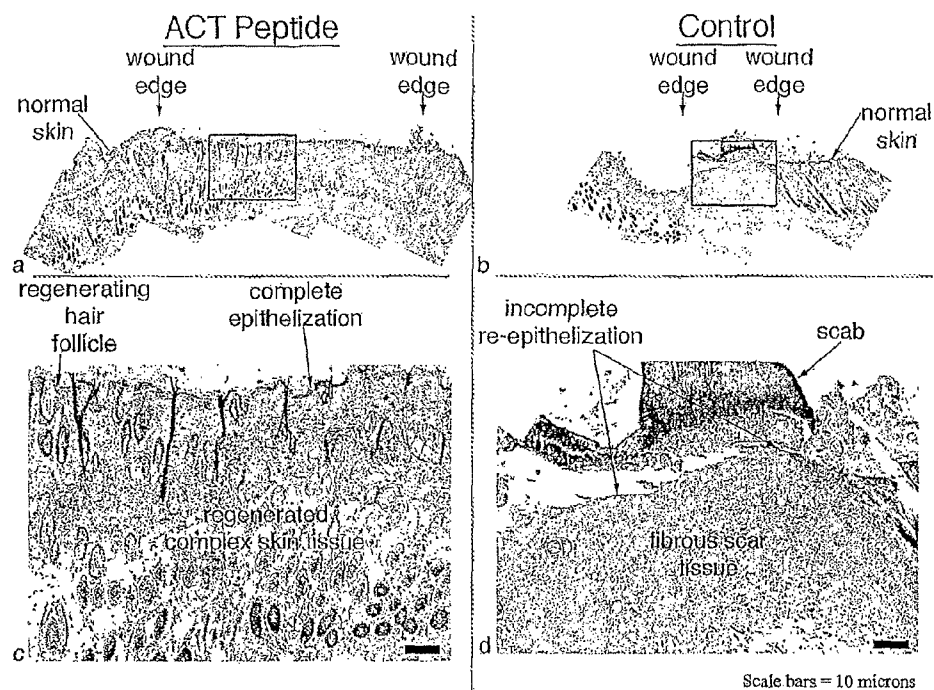 ACT Peptide
wound
edge
wound
edge
normal
skin
a
Control
wound
edge
wound
edge
normal
skin
b
regenerating
hair
follicle
complete
epithelization
regenerated
complex skin tissue
c
incomplete
re-epithelization
scab
fibrous scar
tissue
d
Scale bars = 10 microns